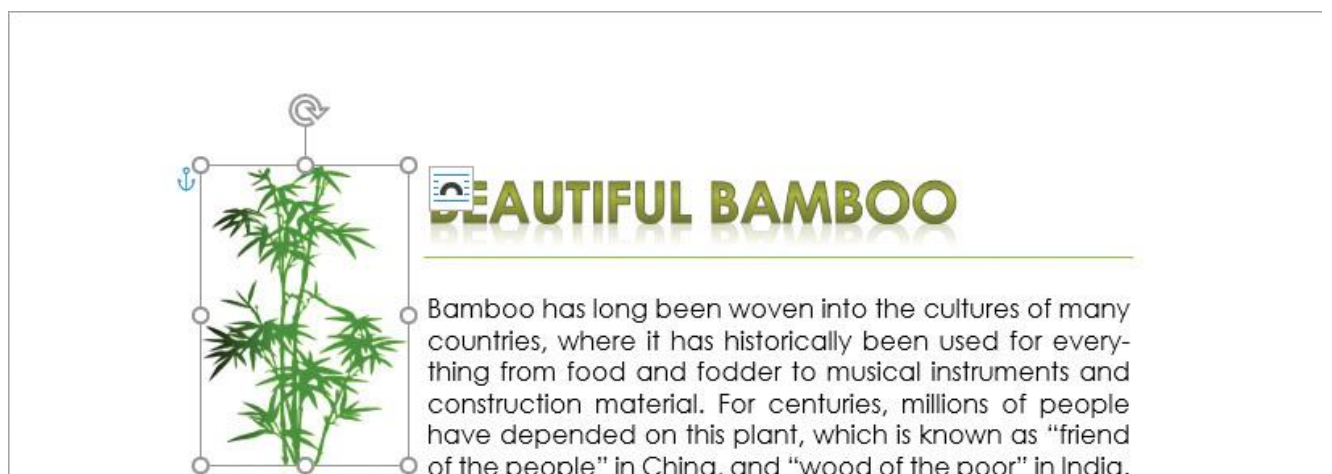 BEAUTIFUL BAMBOO
Bamboo has long been woven into the cultures of many
countries, where it has historically been used for every-
thing from food and fodder to musical instruments and
construction material. For centuries, millions of people
have depended on this plant, which is known as “friend
of the people” in China, and “wood of the poor” in India.